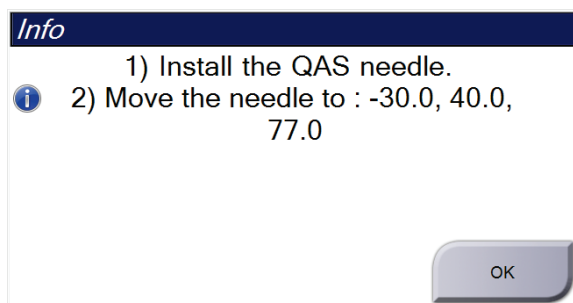 Info
1) Install the QAS needle.
2) Move the needle to : -30.0, 40.0,
77.0
OK